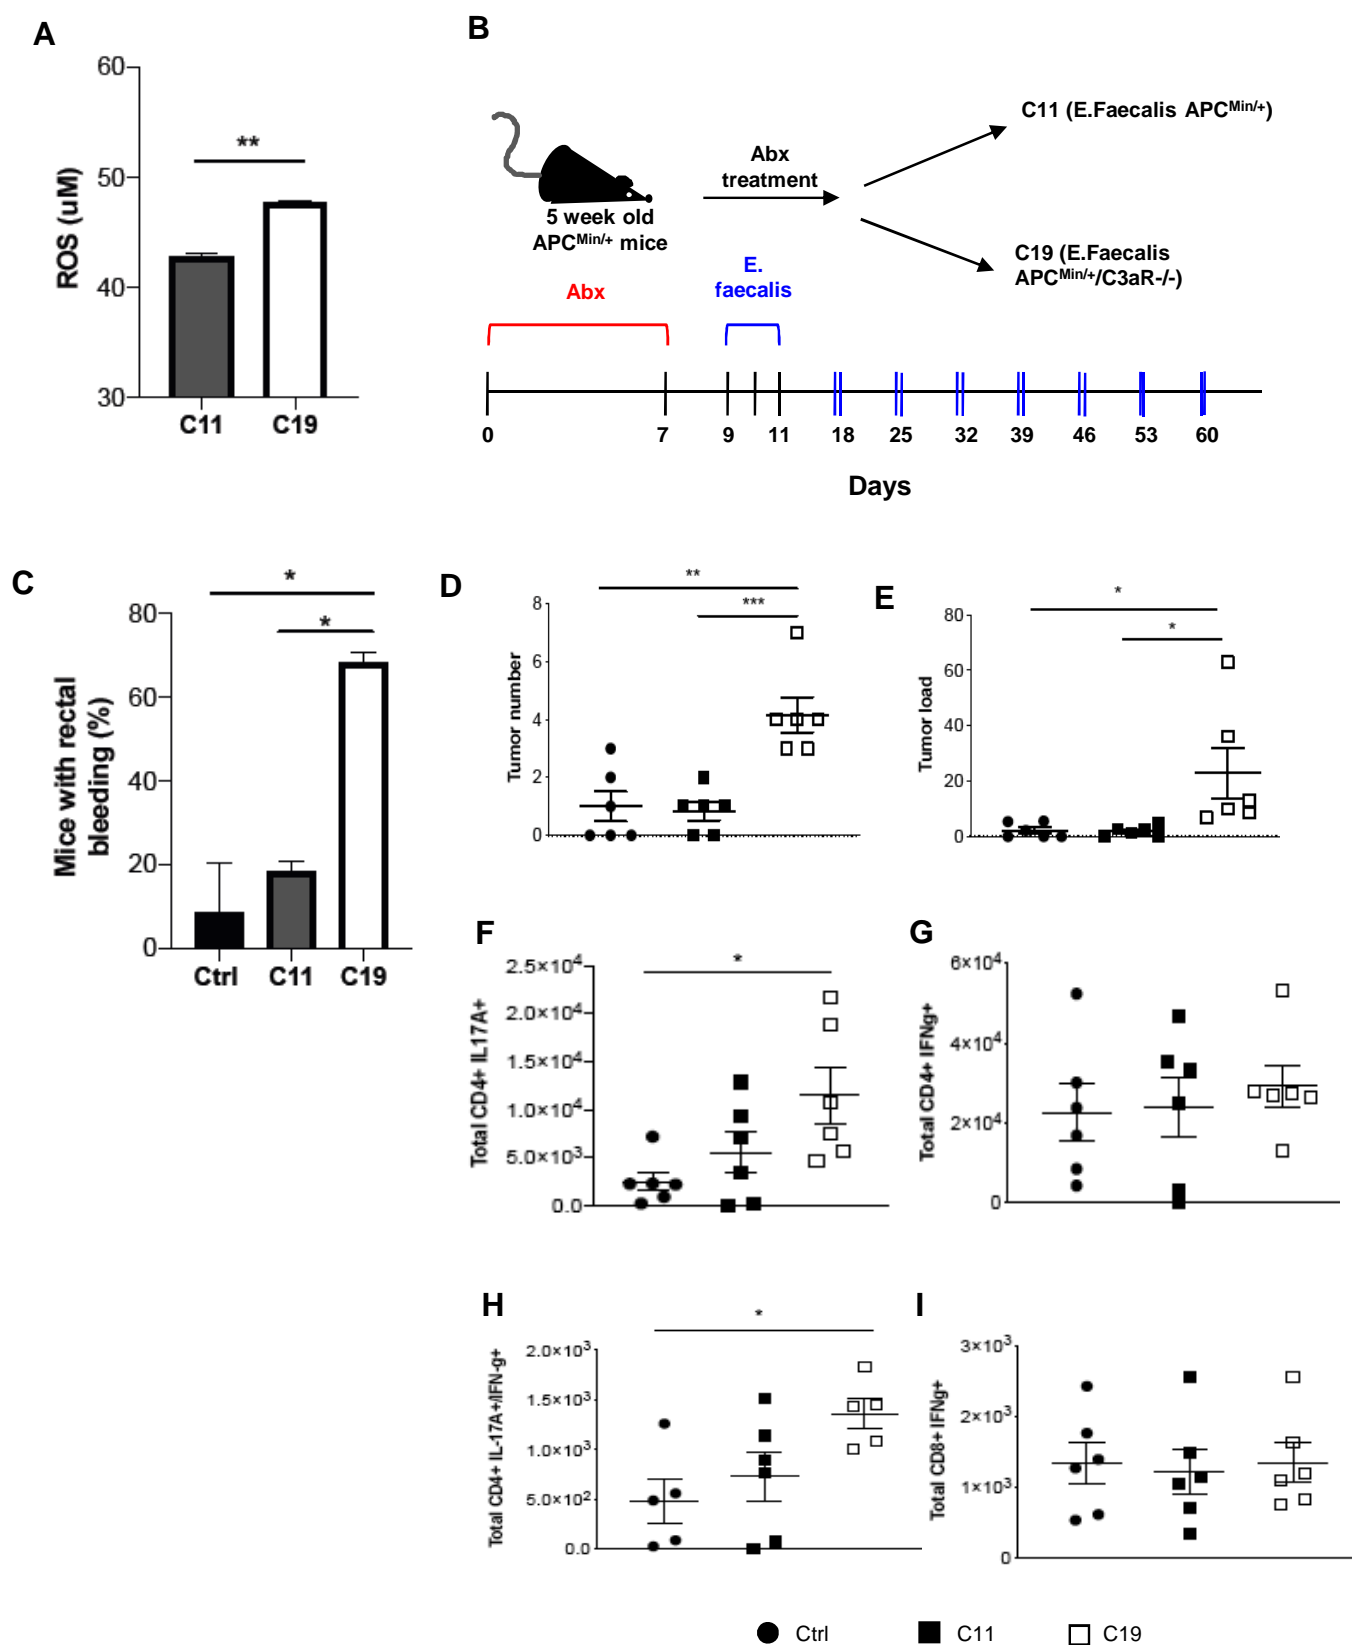 A
60
50
40
30
ROS (uM)
**
C11
C19
B
5 week old
APCMin/+ mice
Abx
treatment
C11 (E.Faecalis APCMin/+)
C19 (E.Faecalis
APCMin/+/C3aR-/-)
Abx
E.
faecalis
0
7
9
11
18
25
32
39
46
53
60
Days
C
*
*
80
60
40
20
0
Mice with rectal
bleeding (%)
Ctrl
C11
C19
D
**
***
8
6
4
2
0
Tumor number
E
*
*
80
60
40
20
0
Tumor load
F
*
2.5×10⁴
2.0×10⁴
1.5×10⁴
1.0×10⁴
5.0×10³
0.0
Total CD4+ IL17A+
G
6×10⁴
4×10⁴
2×10⁴
0
Total CD4+ IFNg+
H
*
2.0×10³
1.5×10³
1.0×10³
5.0×10²
0.0
Total CD4+ IL-17A+/IFN-g+
I
3×10³
2×10³
1×10³
0
Total CD8+ IFNg+
Ctrl
C11
C19